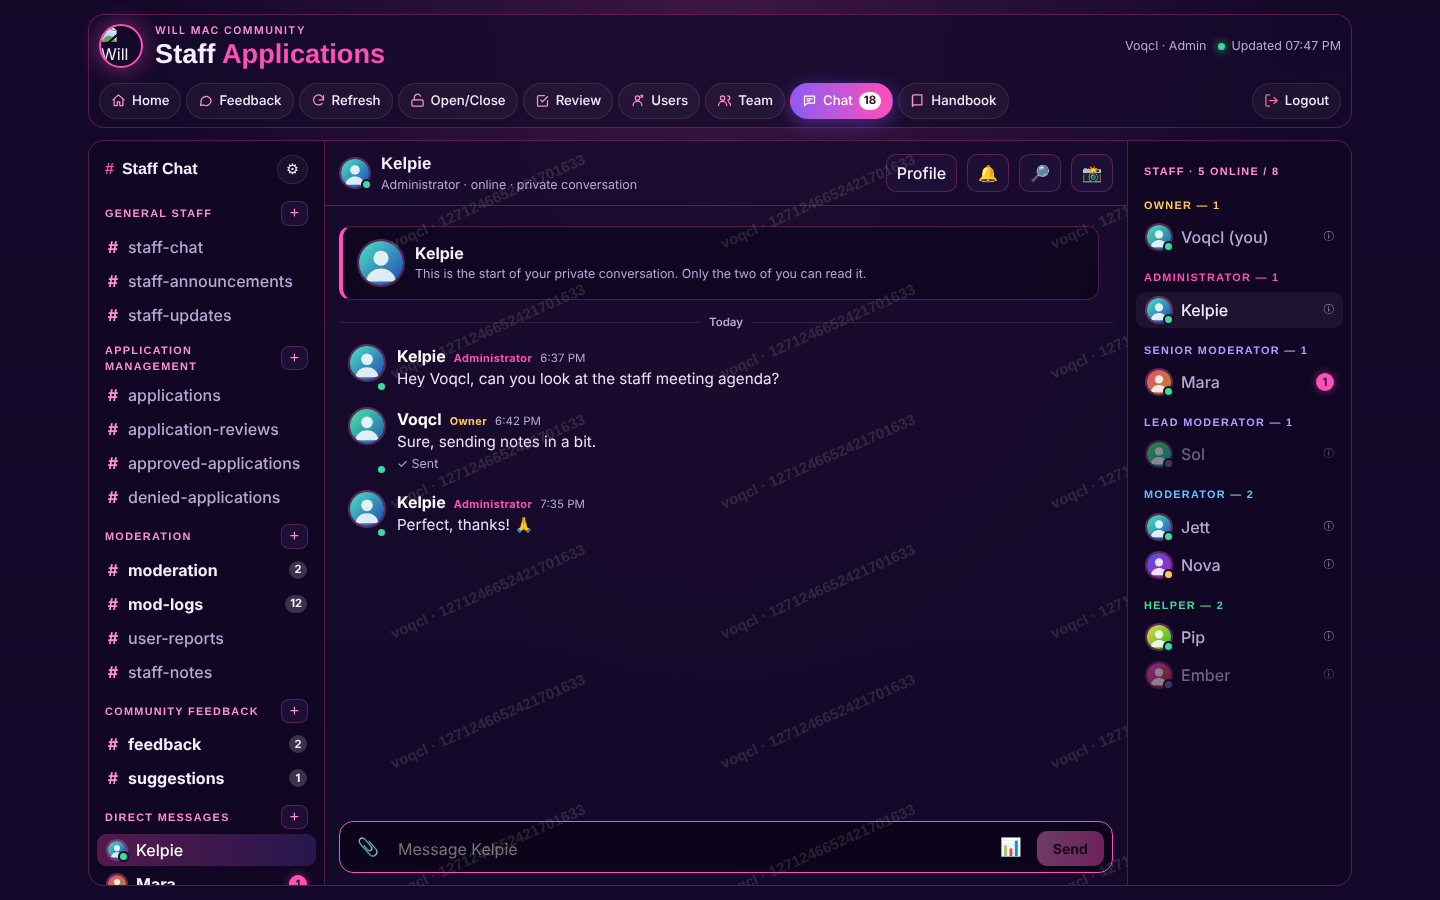 WILL MAC COMMUNITY
Will
Staff Applications
Voqcl · Admin
Updated 07:47 PM
Home
Feedback
Refresh
Open/Close
Review
Users
Team
Chat 18
Handbook
Logout
# Staff Chat
GENERAL STAFF
# staff-chat
# staff-announcements
# staff-updates
APPLICATION
MANAGEMENT
# applications
# application-reviews
# approved-applications
# denied-applications
MODERATION
# moderation 2
# mod-logs 12
# user-reports
# staff-notes
COMMUNITY FEEDBACK
# feedback 2
# suggestions 1
DIRECT MESSAGES
Kelpie
Mara 1
Kelpie
Administrator · online · private conversation
Profile
Kelpie
This is the start of your private conversation. Only the two of you can read it.
Today
Kelpie Administrator 6:37 PM
Hey Voqcl, can you look at the staff meeting agenda?
Voqcl Owner 6:42 PM
Sure, sending notes in a bit.
✓ Sent
Kelpie Administrator 7:35 PM
Perfect, thanks! 🙏
Message Kelpie
Send
voqcl · 1271246652421701633
STAFF · 5 ONLINE / 8
OWNER — 1
Voqcl (you)
ADMINISTRATOR — 1
Kelpie
SENIOR MODERATOR — 1
Mara 1
LEAD MODERATOR — 1
Sol
MODERATOR — 2
Jett
Nova
HELPER — 2
Pip
Ember